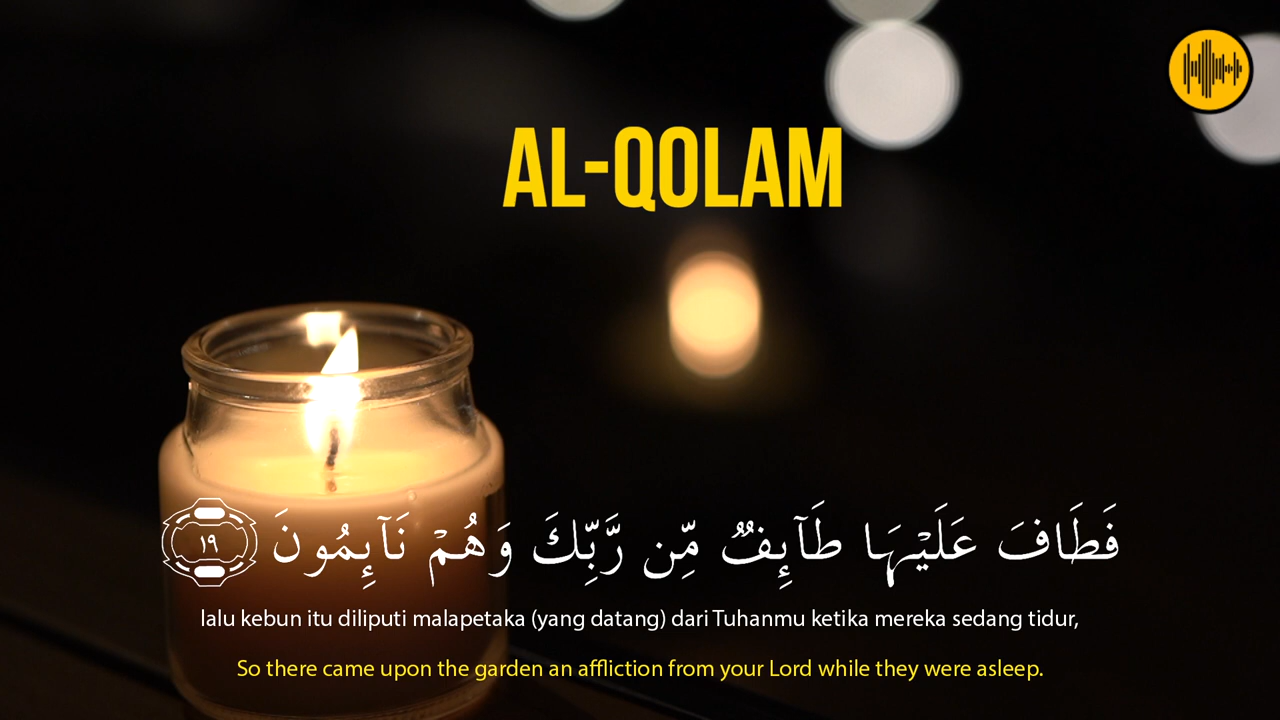 AL-QOLAM
فَطَافَ عَلَيْهَا طَآئِفٌ مِّن رَّبِّكَ وَهُمْ نَآئِمُونَ ١٩
lalu kebun itu diliputi malapetaka (yang datang) dari Tuhanmu ketika mereka sedang tidur,
So there came upon the garden an affliction from your Lord while they were asleep.